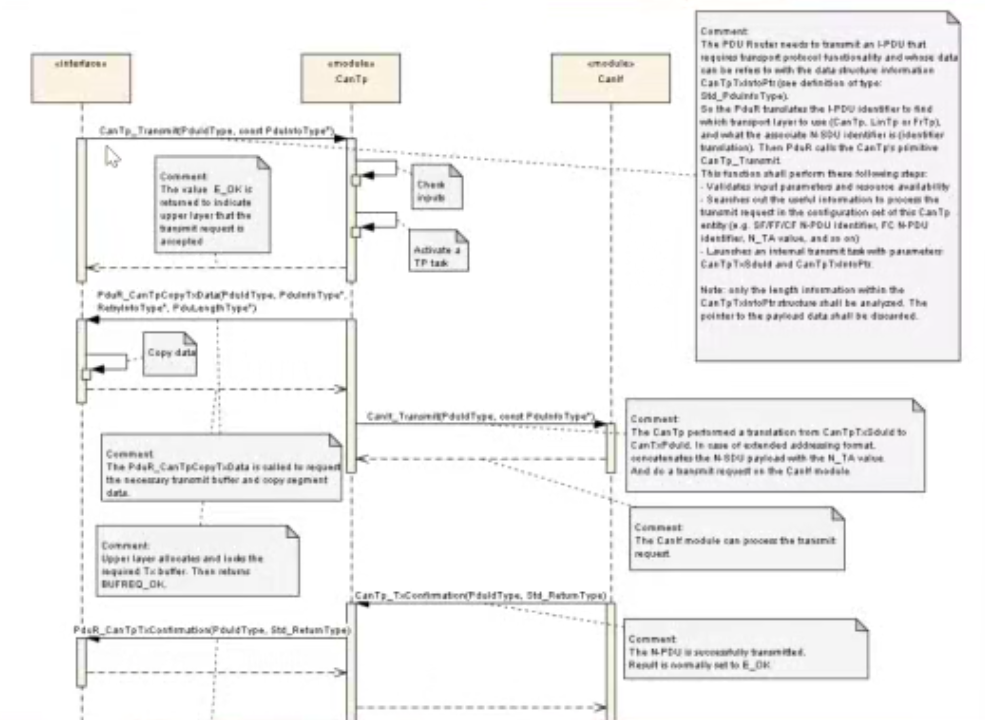 «interface»
«module»
CanTp
«module»
CanIf
Comment:
The PDU Router needs to transmit an I-PDU that
requires transport protocol functionality and whose data
can be refers to with the data structure information
CanTpTxInfoPtr(see definition of type:
Std_PduInfoType).
So the PduR translates the I-PDU identifier to find
which transport layer to use (CanTp, LinTp or FrTp),
and what the associate N-SDU identifier is (identifier
translation). Then PduR calls the CanTp's primitive
CanTp_Transmit.
This function shall perform there following steps:
- Validates input parameters and resource availability
- Searches out the useful information to process the
transmit request in the configuration set of this CanTp
entity (e.g. SF/FF/CF N-PDU Identifier, FC N-PDU
identifier, N_TA value, and so on)
- Launches an internal transmit task with parameters
CanTpTxSduId and CanTpTxInfoPtr.
Note: only the length information within the
CanTpTxInfoPtr structure shall be analyzed. The
pointer to the payload data shall be discarded.
CanTp_Transmit(PduIdType, const PduInfoType*)
Comment:
The value E_OK is
returned to indicate
upper layer that the
transmit request is
accepted
Check
inputs
Activate a
TP task
PduR_CanTpCopyTxData(PduIdType, PduInfoType*,
RetryInfoType*, PduLengthType*)
Copy data
CanIf_Transmit(PduIdType, const PduInfoType*)
Comment:
The CanTp performed a translation from CanTpTxSduId to
CanTxPduId. In case of extended addressing format,
concatenates the N-SDU payload with the N_TA value.
And do a transmit request on the CanIf module.
Comment:
The PduR_CanTpCopyTxData is called to request
the necessary transmit buffer and copy segment
data.
Comment:
The CanIf module can process the transmit
request
Comment:
Upper layer allocates and locks the
required Tx buffer. Then returns
BUFREQ_OK.
CanTp_TxConfirmation(PduIdType, Std_ReturnType)
PduR_CanTpTxConfirmation(PduIdType, Std_ReturnType)
Comment:
The N-PDU is successfully transmitted.
Result is normally set to E_OK